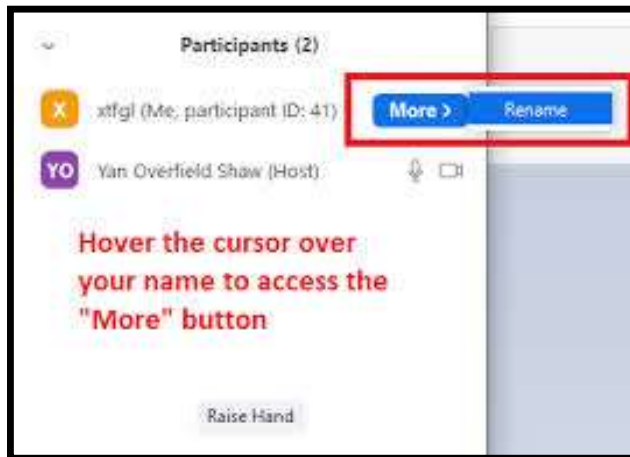 Participants (2)
X xtfgl (Me, participant ID: 41) More > Rename
YO Yan Overfield Shaw (Host)
Hover the cursor over
your name to access the
"More" button
Raise Hand